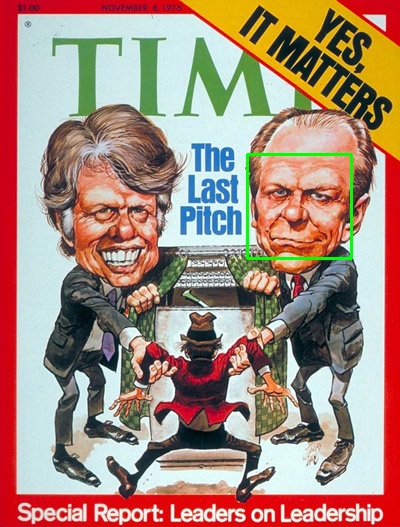 $1.00 NOVEMBER 8, 1976
YES,
IT MATTERS
TIME
The
Last
Pitch
Special Report: Leaders on Leadership